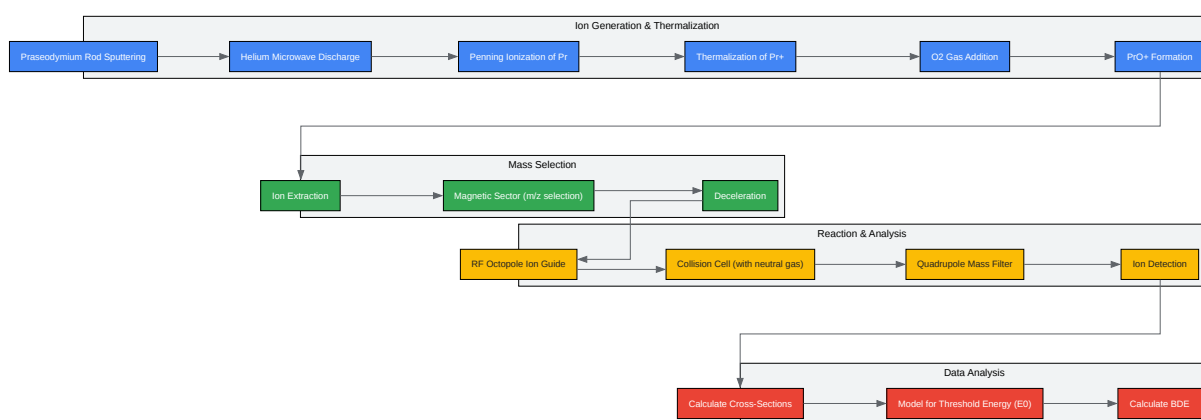 Ion Generation & Thermalization
Praseodymium Rod Sputtering
Helium Microwave Discharge
Penning Ionization of Pr
Thermalization of Pr+
O2 Gas Addition
PrO+ Formation
Mass Selection
Ion Extraction
Magnetic Sector (m/z selection)
Deceleration
Reaction & Analysis
RF Octopole Ion Guide
Collision Cell (with neutral gas)
Quadrupole Mass Filter
Ion Detection
Data Analysis
Calculate Cross-Sections
Model for Threshold Energy (E0)
Calculate BDE